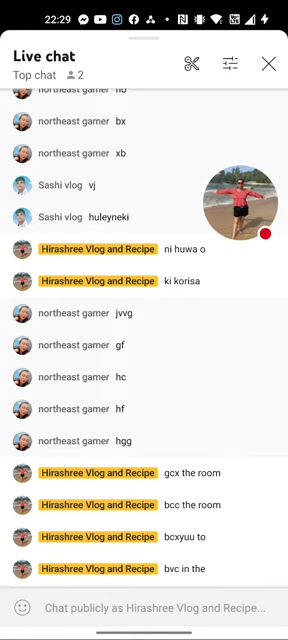 22:29
Live chat
Top chat 2
northeast gamer hb
northeast gamer bx
northeast gamer xb
Sashi vlog vj
Sashi vlog huleyneki
Hirashree Vlog and Recipe ni huwa o
Hirashree Vlog and Recipe ki korisa
northeast gamer jvvg
northeast gamer gf
northeast gamer hc
northeast gamer hf
northeast gamer hgg
Hirashree Vlog and Recipe gcx the room
Hirashree Vlog and Recipe bcc the room
Hirashree Vlog and Recipe bcxyuu to
Hirashree Vlog and Recipe bvc in the
Chat publicly as Hirashree Vlog and Recipe...